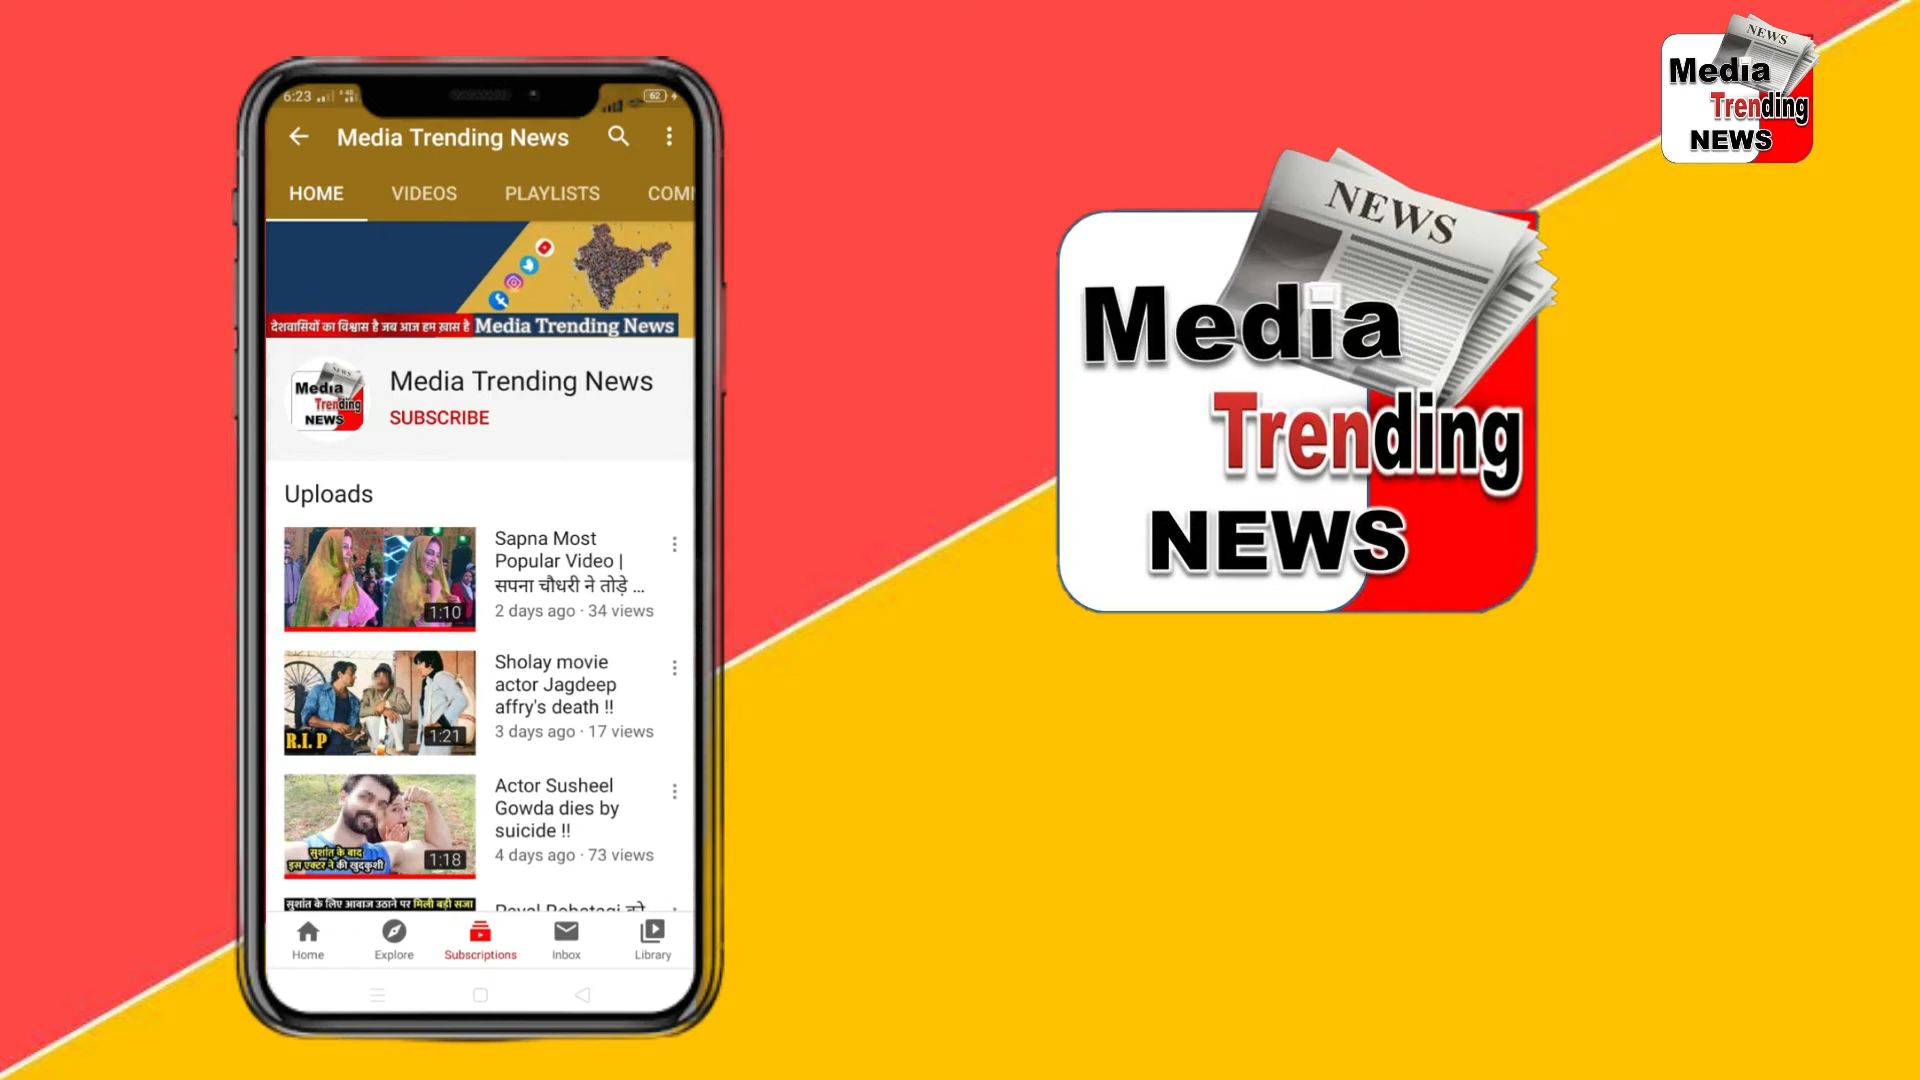 6:23
62
Media Trending News
HOME VIDEOS PLAYLISTS COM
देशवासियों का विश्वास है जब आज हम ख़ास है Media Trending News
NEWS
Media
Trending
NEWS
Media Trending News
SUBSCRIBE
Uploads
Sapna Most
Popular Video |
सपना चौधरी ने तोड़े ...
2 days ago · 34 views
1:10
Sholay movie
actor Jagdeep
affry's death !!
3 days ago · 17 views
R.I. P
1:21
Actor Susheel
Gowda dies by
suicide !!
4 days ago · 73 views
सुशांत के बाद
इस एक्टर ने की खुदकुशी
1:18
सुशांत के लिए आवाज उठाने पर मिली बड़ी सजा
Home Explore Subscriptions Inbox Library
NEWS
Media
Trending
NEWS
NEWS
Media
Trending
NEWS